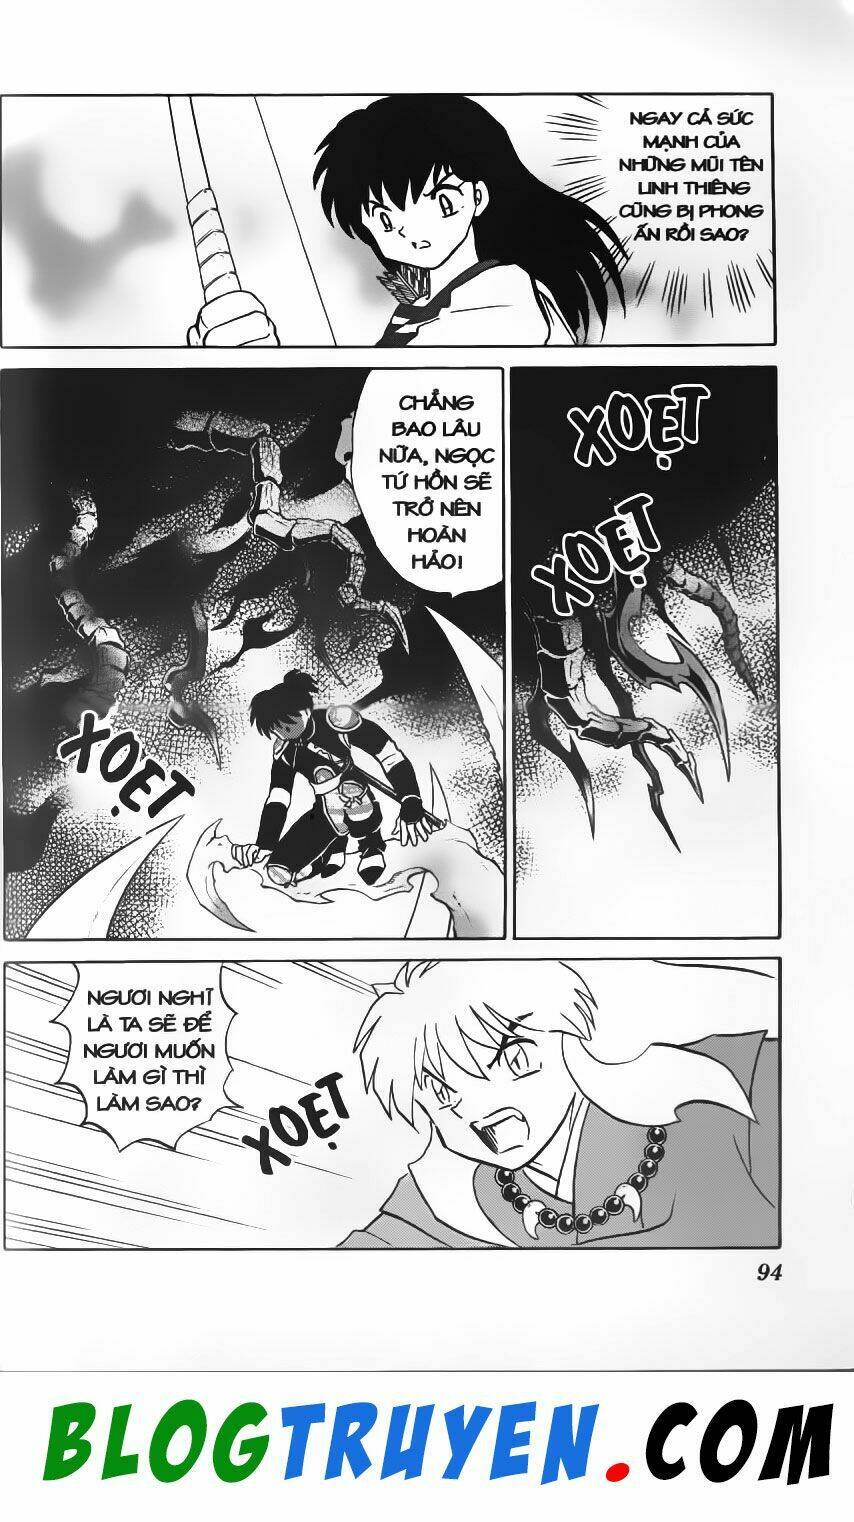 NGAY CẢ SỨC
MẠNH CỦA
NHỮNG MŨI TÊN
LINH THIÊNG
CŨNG BỊ PHONG
ẤN RỒI SAO?
CHẲNG
BAO LÂU
NỮA, NGỌC
TỨ HỒN SẼ
TRỞ NÊN
HOÀN
HẢO!
XOẸT
XOẸT
XOẸT
NGƯƠI NGHĨ
LÀ TA SẼ ĐỂ
NGƯƠI MUỐN
LÀM GÌ THÌ
LÀM SAO?
XOẸT
94
BLOGTRUYEN.COM